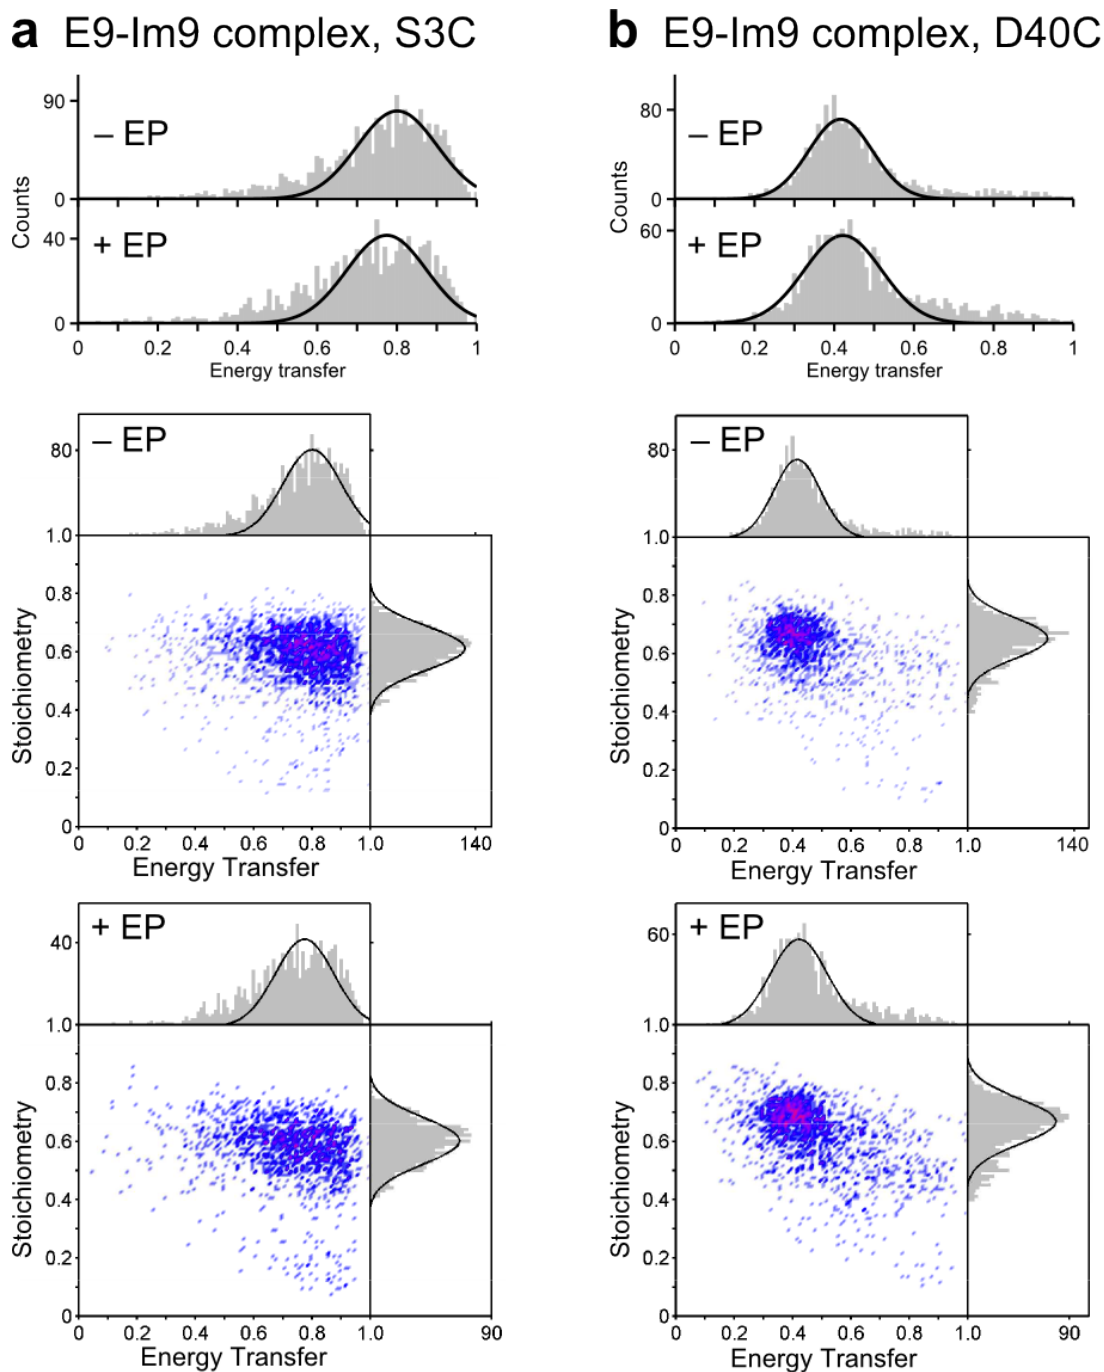 a E9-Im9 complex, S3C
90
– EP
0
Counts
40
+ EP
0
0 0.2 0.4 0.6 0.8 1
Energy transfer
– EP
80
1.0
0.8
0.6
0.4
0.2
0
Stoichiometry
0 0.2 0.4 0.6 0.8 1.0 140
Energy Transfer
+ EP
40
1.0
0.8
0.6
0.4
0.2
0
Stoichiometry
0 0.2 0.4 0.6 0.8 1.0 90
Energy Transfer
b E9-Im9 complex, D40C
80
– EP
0
Counts
60
+ EP
0
0 0.2 0.4 0.6 0.8 1
Energy transfer
– EP
80
1.0
0.8
0.6
0.4
0.2
0
Stoichiometry
0 0.2 0.4 0.6 0.8 1.0 140
Energy Transfer
+ EP
60
1.0
0.8
0.6
0.4
0.2
0
Stoichiometry
0 0.2 0.4 0.6 0.8 1.0 90
Energy Transfer